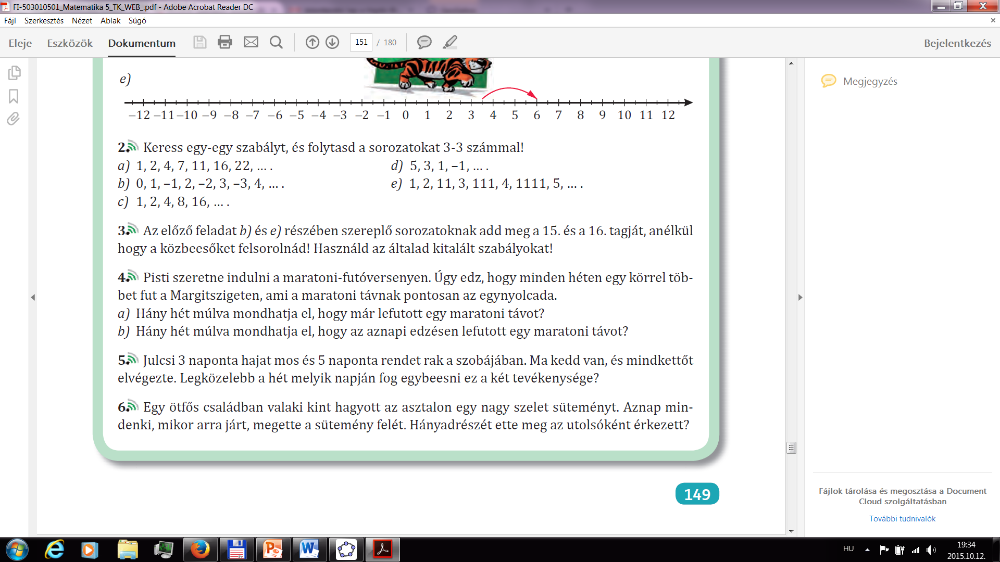 FI-503010501_Matematika 5_TK_WEB_.pdf - Adobe Acrobat Reader DC
Fájl Szerkesztés Nézet Ablak Súgó
Eleje Eszközök Dokumentum 151 / 180 Bejelentkezés
Megjegyzés
e)
–12 –11 –10 –9 –8 –7 –6 –5 –4 –3 –2 –1 0 1 2 3 4 5 6 7 8 9 10 11 12
2. Keress egy-egy szabályt, és folytasd a sorozatokat 3-3 számmal!
a) 1, 2, 4, 7, 11, 16, 22, ... .
b) 0, 1, –1, 2, –2, 3, –3, 4, ... .
c) 1, 2, 4, 8, 16, ... .
d) 5, 3, 1, –1, ... .
e) 1, 2, 11, 3, 111, 4, 1111, 5, ... .
3. Az előző feladat b) és e) részében szereplő sorozatoknak add meg a 15. és a 16. tagját, anélkül
hogy a közbeesőket felsorolnád! Használd az általad kitalált szabályokat!
4. Pisti szeretne indulni a maratoni-futóversenyen. Úgy edz, hogy minden héten egy körrel töb-
bet fut a Margitszigeten, ami a maratoni távnak pontosan az egynyolcada.
a) Hány hét múlva mondhatja el, hogy már lefutott egy maratoni távot?
b) Hány hét múlva mondhatja el, hogy az aznapi edzésen lefutott egy maratoni távot?
5. Julcsi 3 naponta hajat mos és 5 naponta rendet rak a szobájában. Ma kedd van, és mindkettőt
elvégezte. Legközelebb a hét melyik napján fog egybeesni ez a két tevékenysége?
6. Egy ötfős családban valaki kint hagyott az asztalon egy nagy szelet süteményt. Aznap min-
denki, mikor arra járt, megette a sütemény felét. Hányadrészét ette meg az utolsóként érkezett?
149
Fájlok tárolása és megosztása a Document
Cloud szolgáltatásban
További tudnivalók
HU
19:34
2015.10.12.